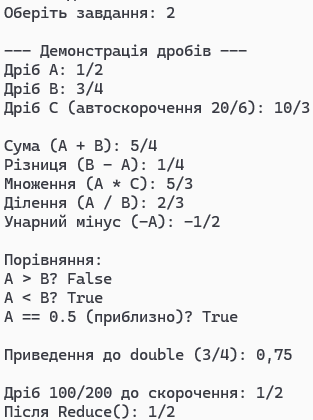 Оберіть завдання: 2
--- Демонстрація дробів ---
Дріб A: 1/2
Дріб B: 3/4
Дріб C (автоскорочення 20/6): 10/3
Сума (A + B): 5/4
Різниця (B - A): 1/4
Множення (A * C): 5/3
Ділення (A / B): 2/3
Унарний мінус (-A): -1/2
Порівняння:
A > B? False
A < B? True
A == 0.5 (приблизно)? True
Приведення до double (3/4): 0,75
Дріб 100/200 до скорочення: 1/2
Після Reduce(): 1/2